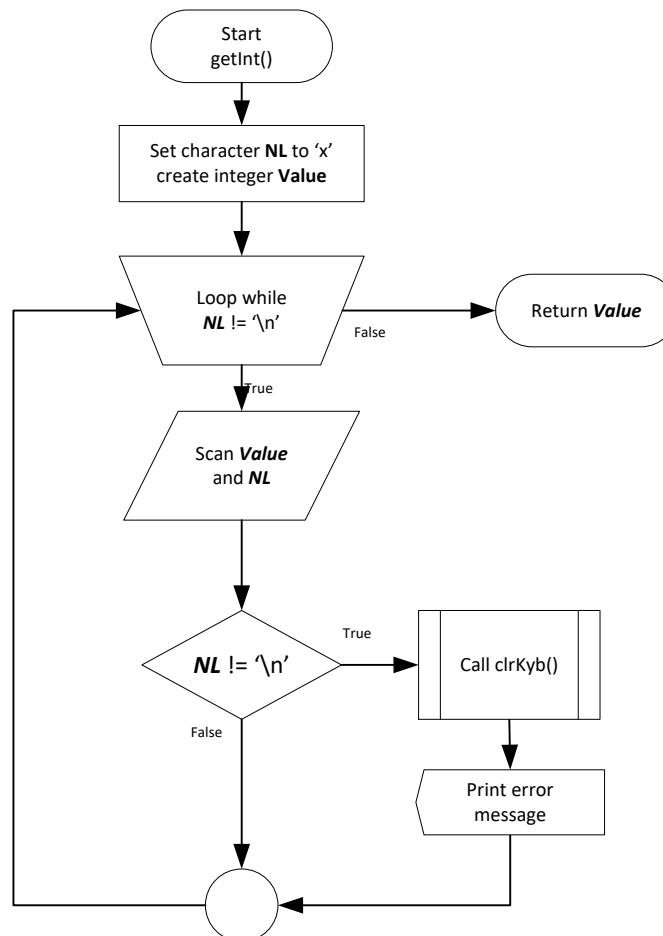 Start
getInt()
Set character NL to ‘x’
create integer Value
Loop while
NL != ‘\n’
False
Return Value
True
Scan Value
and NL
NL != ‘\n’
True
Call clrKyb()
False
Print error
message